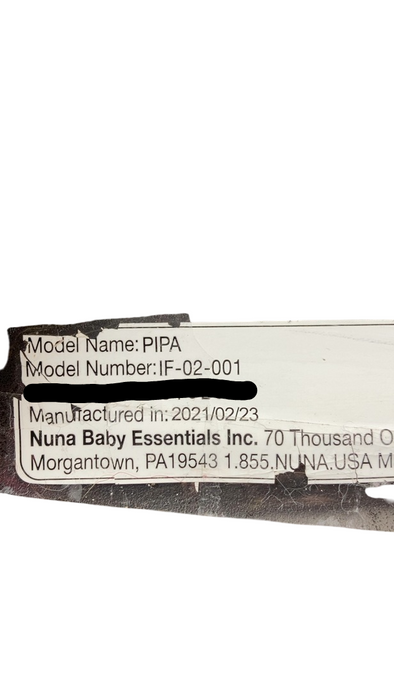 Model Name: PIPA
Model Number: IF-02-001
Manufactured in: 2021/02/23
Nuna Baby Essentials Inc. 70 Thousand O
Morgantown, PA19543 1.855.NUNA.USA M